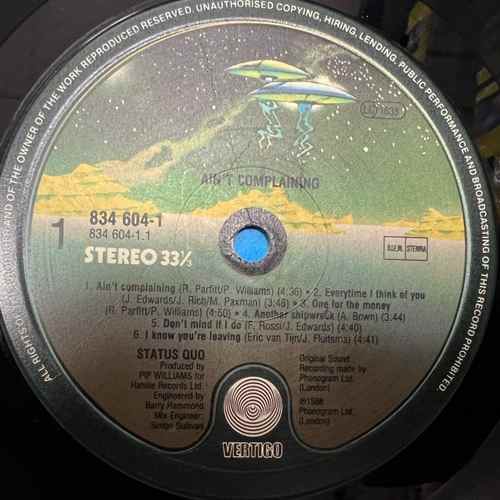 ALL RIGHTS OF THE MANUFACTURER AND OF THE OWNER OF THE WORK REPRODUCED RESERVED. UNAUTHORISED COPYING, HIRING, LENDING, PUBLIC PERFORMANCE AND BROADCASTING OF THIS RECORD PROHIBITED
AIN'T COMPLAINING
1
834 604-1
834 604-1.1
STEREO 33⅓
B.I.E.M. STEMRA
1. Ain't complaining (R. Parfitt/P. Williams) (4:36) • 2. Everytime I think of you
(J. Edwards/J. Rich/M. Paxman) (3:46) • 3. One for the money
(R. Parfitt/P. Williams) (4:50) • 4. Another shipwreck (A. Bown) (3:44)
5. Don't mind if I do (F. Rossi/J. Edwards) (4:40)
6. I know you're leaving (Eric van Tijn/J. Fluitsma) (4:41)
STATUS QUO
Produced by
PIP WILLIAMS for
Handle Records Ltd.
Engineered by
Barry Hammond
Mix Engineer:
Simon Sullivan
Original Sound
Recording made by
Phonogram Ltd.
(London)
℗1988
Phonogram Ltd.
(London)
VERTIGO